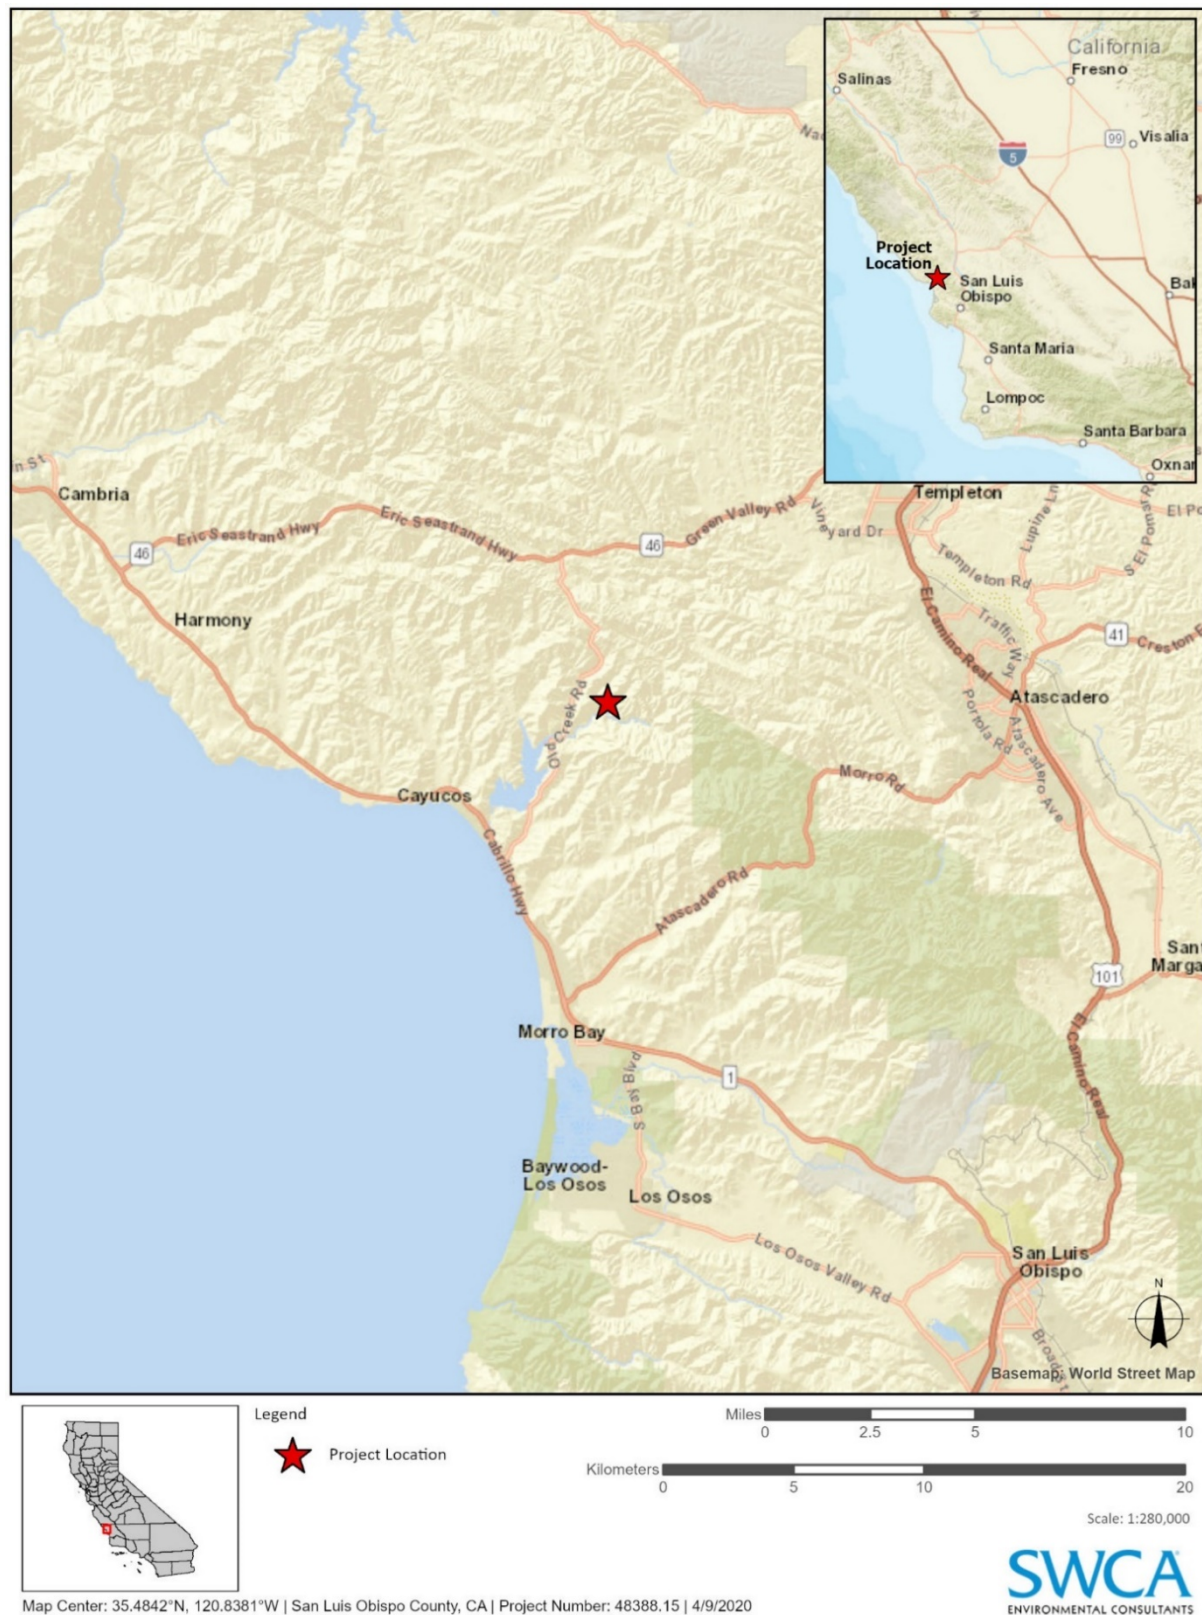 California
Fresno
Salinas
99
Visalia
5
Project
Location
San Luis
Obispo
Santa Maria
Lompoc
Santa Barbara
Cambria
Eric Seastrand Hwy
Eric Seastrand Hwy
46
46
Green Valley Rd
Vineyard Dr
Templeton
Lupine Ln
S El Pomar Rd
Templeton Rd
Harmony
El Camino Real
Traffic Way
41
Old Creek Rd
Atascadero
Portola Rd
Atascadero Ave
Morro Rd
Cayucos
Cabrillo Hwy
Atascadero Rd
101
Morro Bay
1
S Bay Blvd
El Camino Real
Baywood-
Los Osos
Los Osos
Los Osos Valley Rd
San Luis
Obispo
N
Basemap: World Street Map
Legend
Project Location
Miles
0 2.5 5 10
Kilometers
0 5 10 20
Scale: 1:280,000
SWCA
ENVIRONMENTAL CONSULTANTS
Map Center: 35.4842°N, 120.8381°W | San Luis Obispo County, CA | Project Number: 48388.15 | 4/9/2020